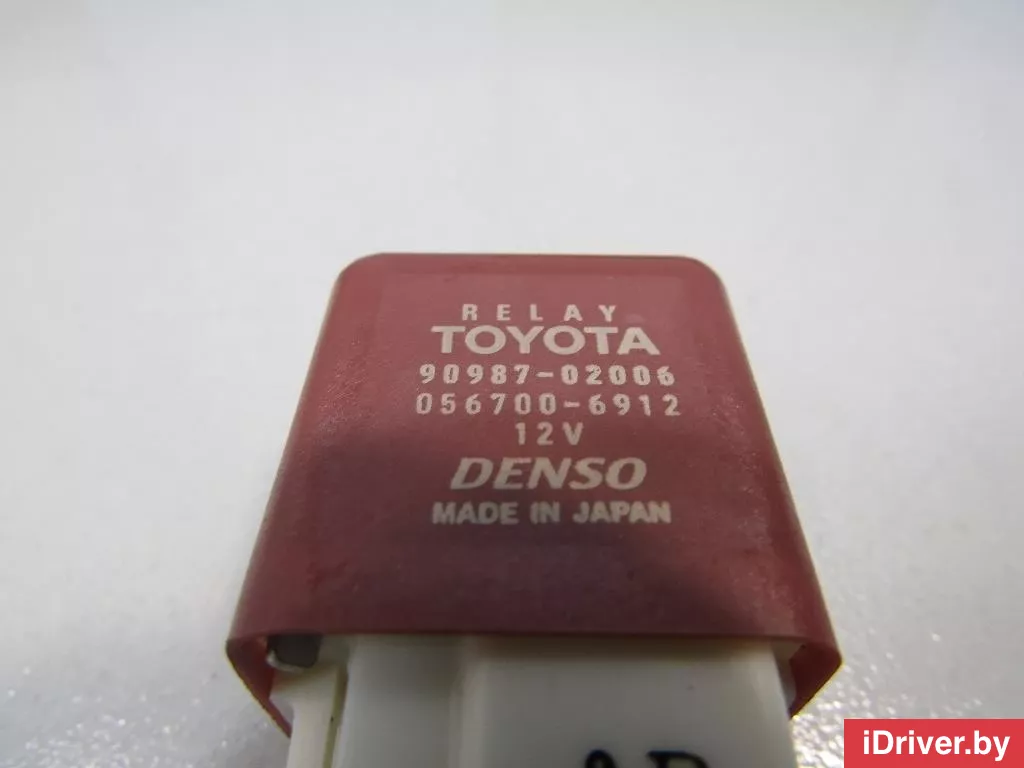 RELAY
TOYOTA
90987-02006
056700-6912
12V
DENSO
MADE IN JAPAN
iDriver.by